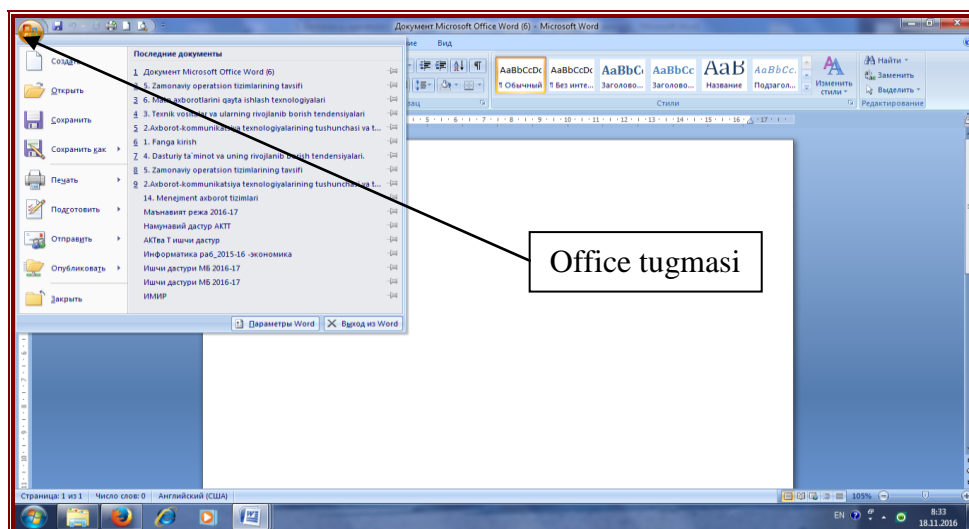 Документ Microsoft Office Word (6) - Microsoft Word
Вид
Найти
Заменить
Выделить
Редактирование
AaBbCcDc AaBbCcDc AaBbC AaBbCc AaB AaBbCc.
¶ Обычный ¶ Без инте... Заголово... Заголово... Название Подзагол...
Изменить стили
Стили
Создать
Открыть
Сохранить
Сохранить как
Печать
Подготовить
Отправить
Опубликовать
Закрыть
Последние документы
1 Документ Microsoft Office Word (6)
2 5. Zamonaviy operatsion tizimlarining tavsifi
3 6. Matn axborotlarini qayta ishlash texnologiyalari
4 3. Texnik vositalar va ularning rivojlanib borish tendensiyalari
5 2.Axborot-kommunikatsiya texnologiyalarining tushunchasi va t...
6 1. Fanga kirish
7 4. Dasturiy ta`minot va uning rivojlanib borish tendensiyalari.
8 5. Zamonaviy operatsion tizimlarining tavsifi
9 2.Axborot-kommunikatsiya texnologiyalarining tushunchasi va t...
14. Menejment axborot tizimlari
Маънавият режа 2016-17
Намунавий дастур АКТТ
АКТва Т ишчи дастур
Информатика раб_2015-16 -экономика
Ишчи дастури МБ 2016-17
Ишчи дастури МБ 2016-17
ИМИР
Параметры Word
Выход из Word
Office tugmasi
Страница: 1 из 1 Число слов: 0 Английский (США)
105%
EN
8:33
18.11.2016